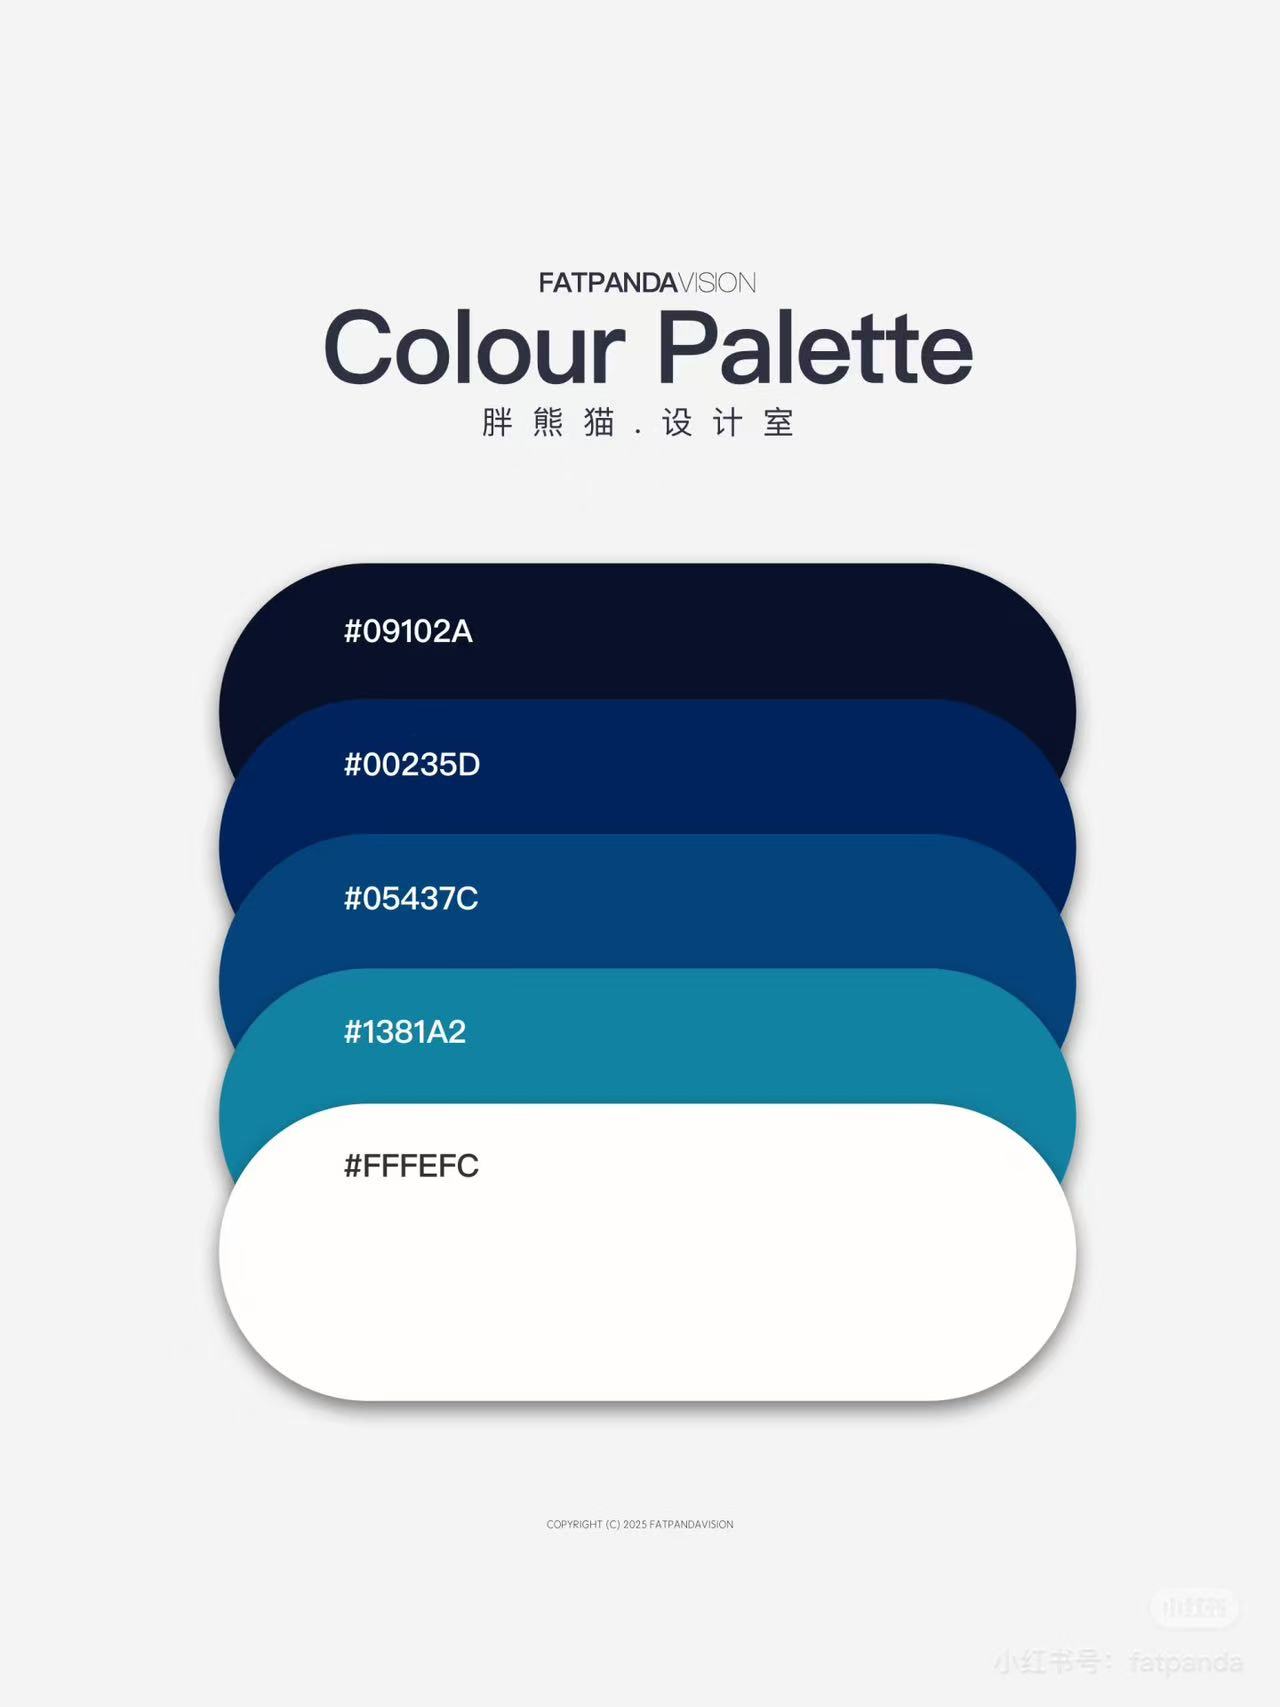 FATPANDAVISION
Colour Palette
胖熊猫.设计室
#09102A
#00235D
#05437C
#1381A2
#FFFEFC
COPYRIGHT (C) 2025 FATPANDAVISION
小红书
小红书号：fatpanda